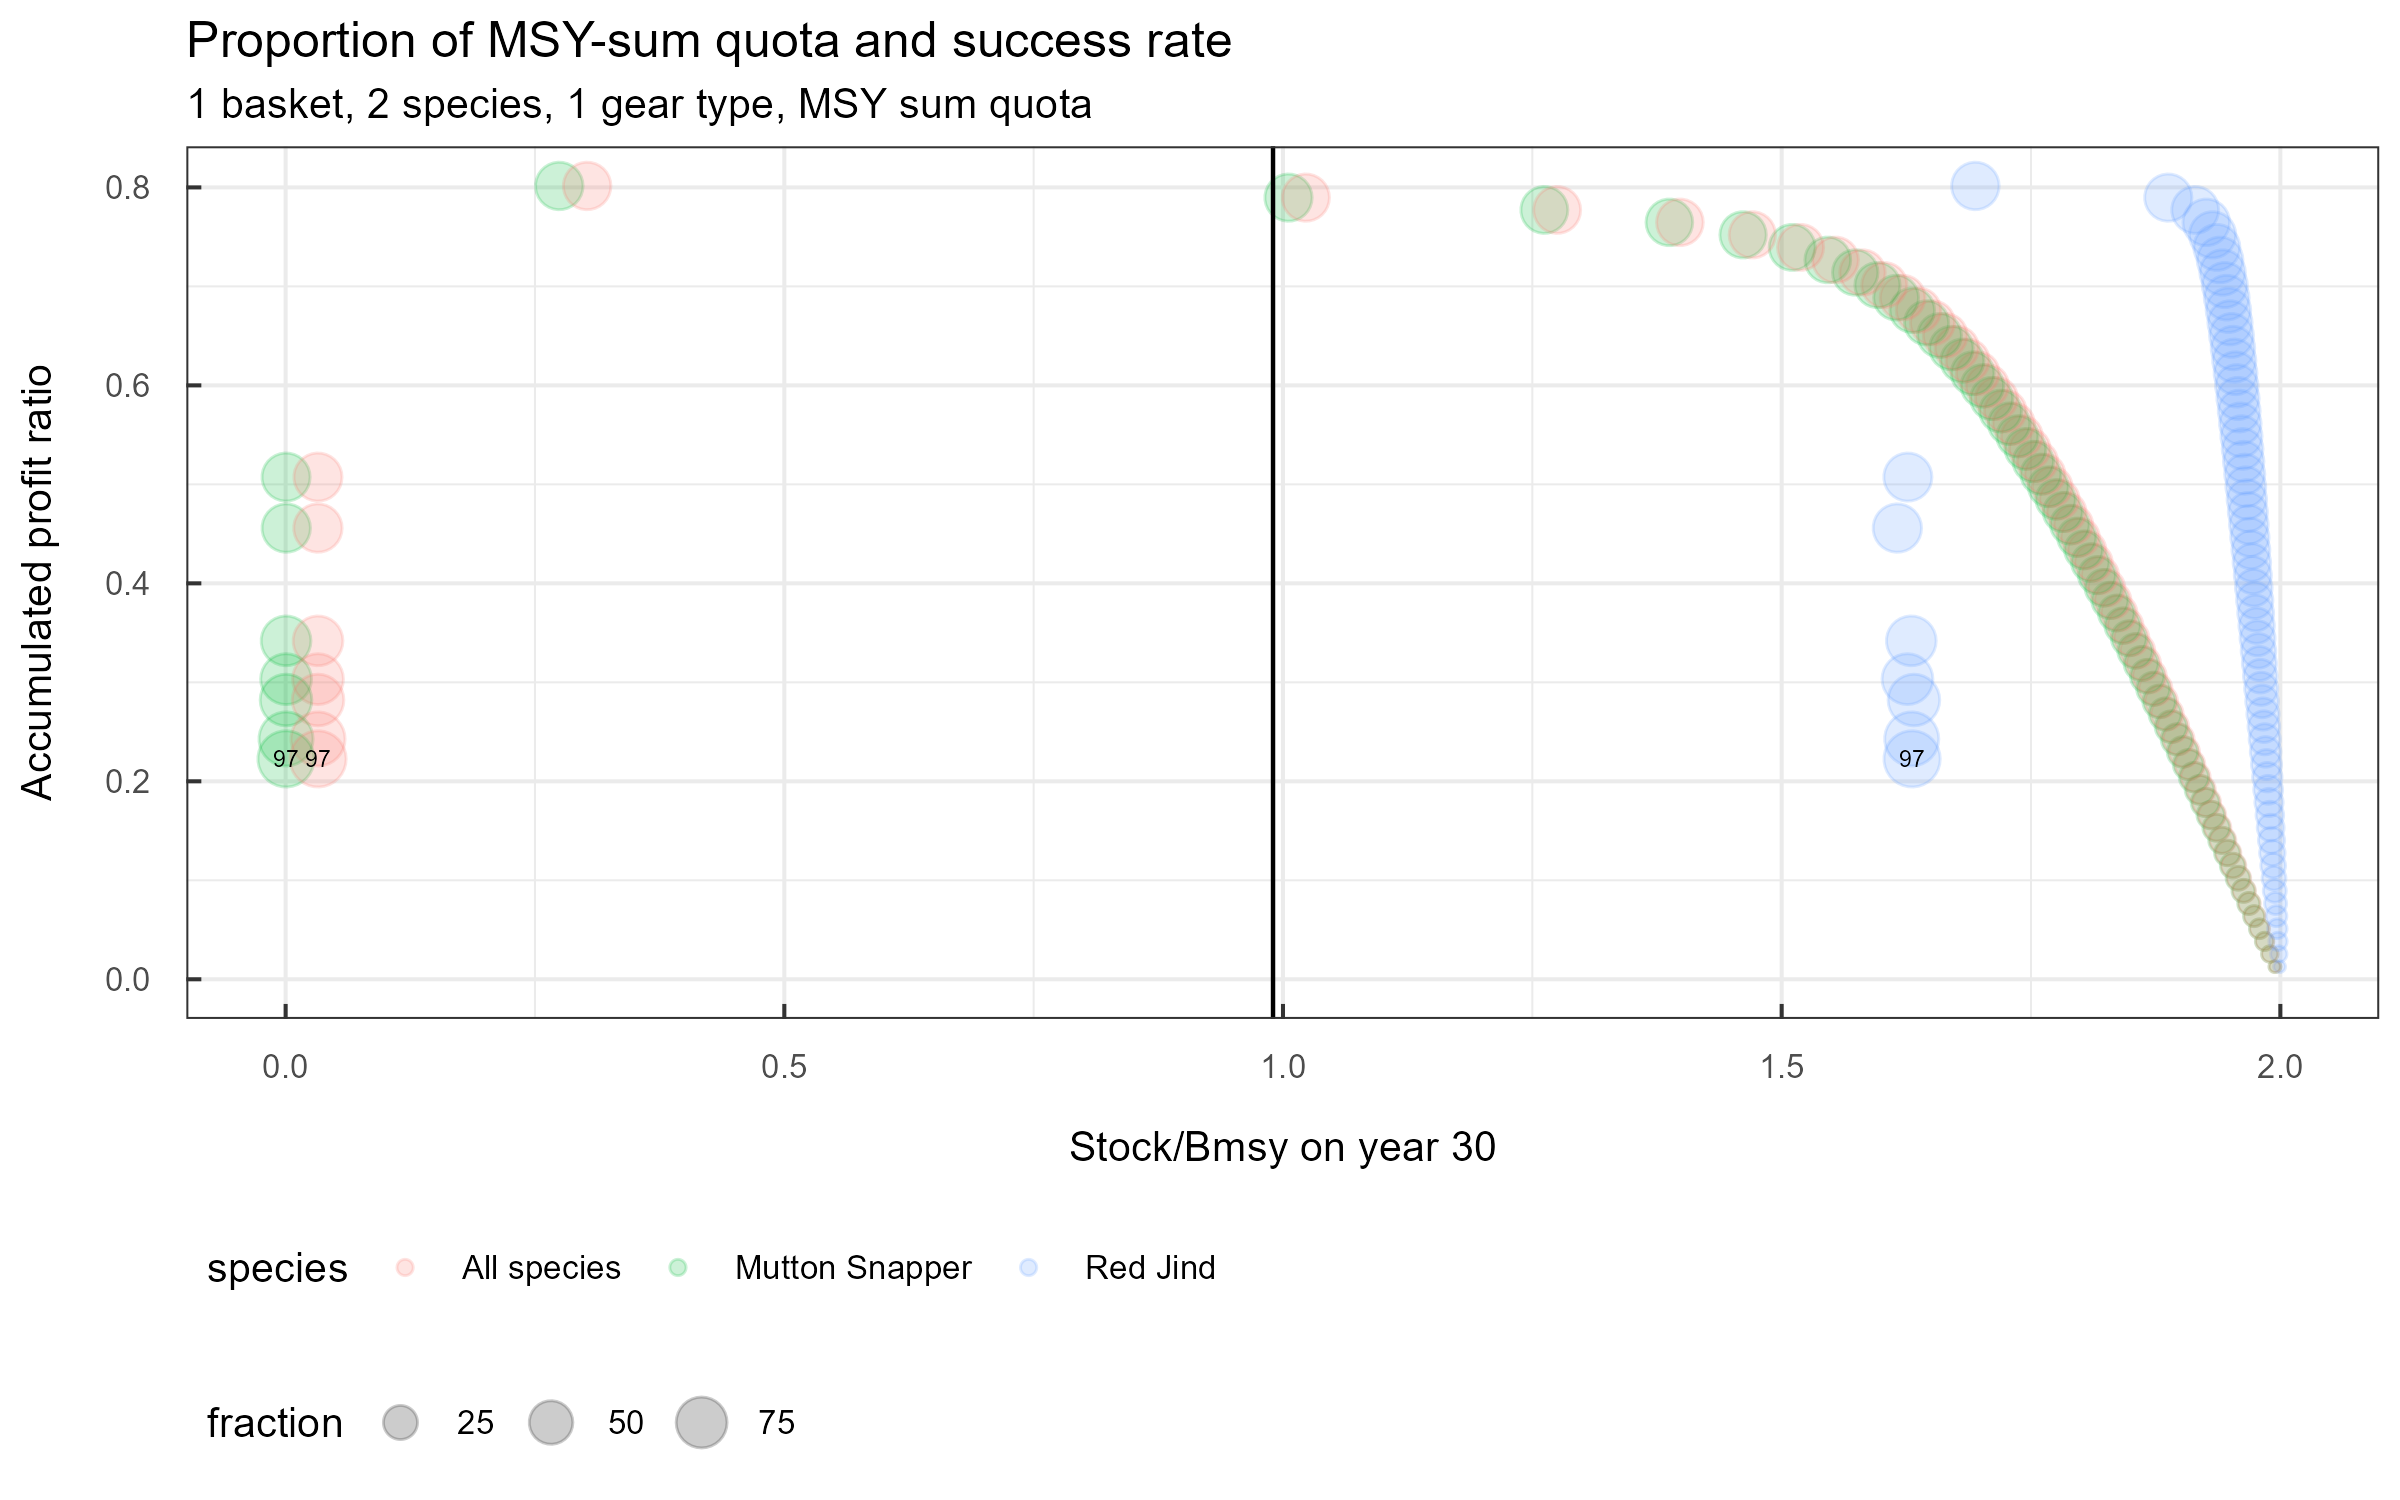 Proportion of MSY-sum quota and success rate
1 basket, 2 species, 1 gear type, MSY sum quota
Accumulated profit ratio
0.8
0.6
0.4
0.2
0.0
97 97
97
0.0 0.5 1.0 1.5 2.0
Stock/Bmsy on year 30
species All species Mutton Snapper Red Jind
fraction 25 50 75